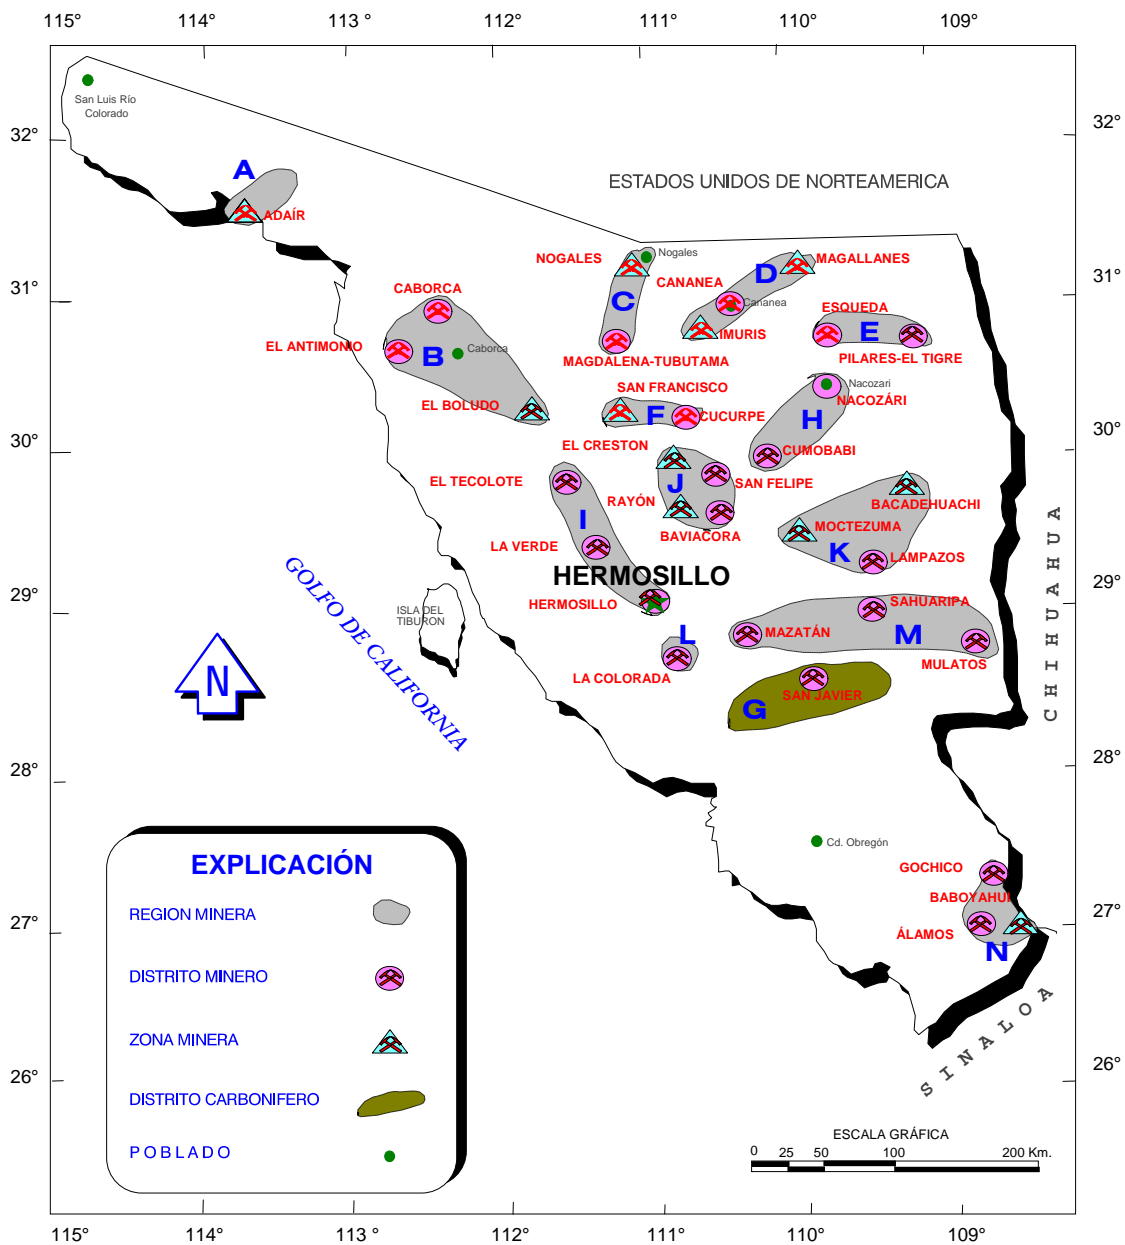 115°
114°
113 °
112°
111°
110°
109°
San Luis Río
Colorado
32°
32°
A
ESTADOS UNIDOS DE NORTEAMERICA
ADAÍR
NOGALES
Nogales
CANANEA
D
MAGALLANES
31°
31°
CABORCA
C
Cananea
ESQUEDA
EL ANTIMONIO
B
Caborca
IMURIS
E
MAGDALENA-TUBUTAMA
PILARES-EL TIGRE
SAN FRANCISCO
Nacozari
NACOZÁRI
EL BOLUDO
F
CUCURPE
H
30°
30°
EL CRESTON
CUMOBABI
EL TECOLOTE
J
SAN FELIPE
RAYÓN
BACADEHUACHI
I
MOCTEZUMA
BAVIACORA
LA VERDE
K
LAMPAZOS
HERMOSILLO
29°
29°
HERMOSILLO
SAHUARIPA
ISLA DEL
TIBURON
GOLFO DE CALIFORNIA
L
MAZATÁN
M
MULATOS
LA COLORADA
SAN JAVIER
G
N
CHIHUAHUA
28°
28°
Cd. Obregón
EXPLICACIÓN
REGION MINERA
DISTRITO MINERO
ZONA MINERA
DISTRITO CARBONIFERO
POBLADO
GOCHICO
BABOYAHUI
27°
27°
ÁLAMOS
N
SINALOA
26°
26°
ESCALA GRÁFICA
0 25 50 100 200 Km.
115°
114°
113°
112°
111°
110°
109°